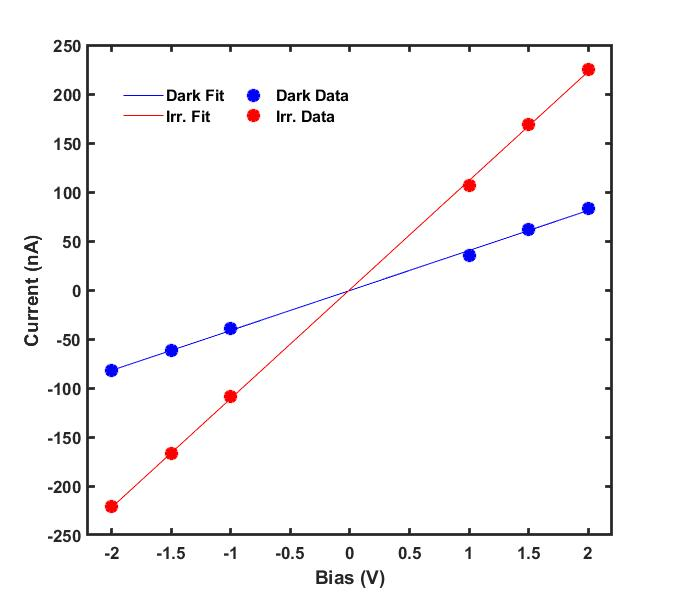 250
200
150
100
50
0
-50
-100
-150
-200
-250
Current (nA)
Dark Fit Dark Data
Irr. Fit Irr. Data
-2 -1.5 -1 -0.5 0 0.5 1 1.5 2
Bias (V)